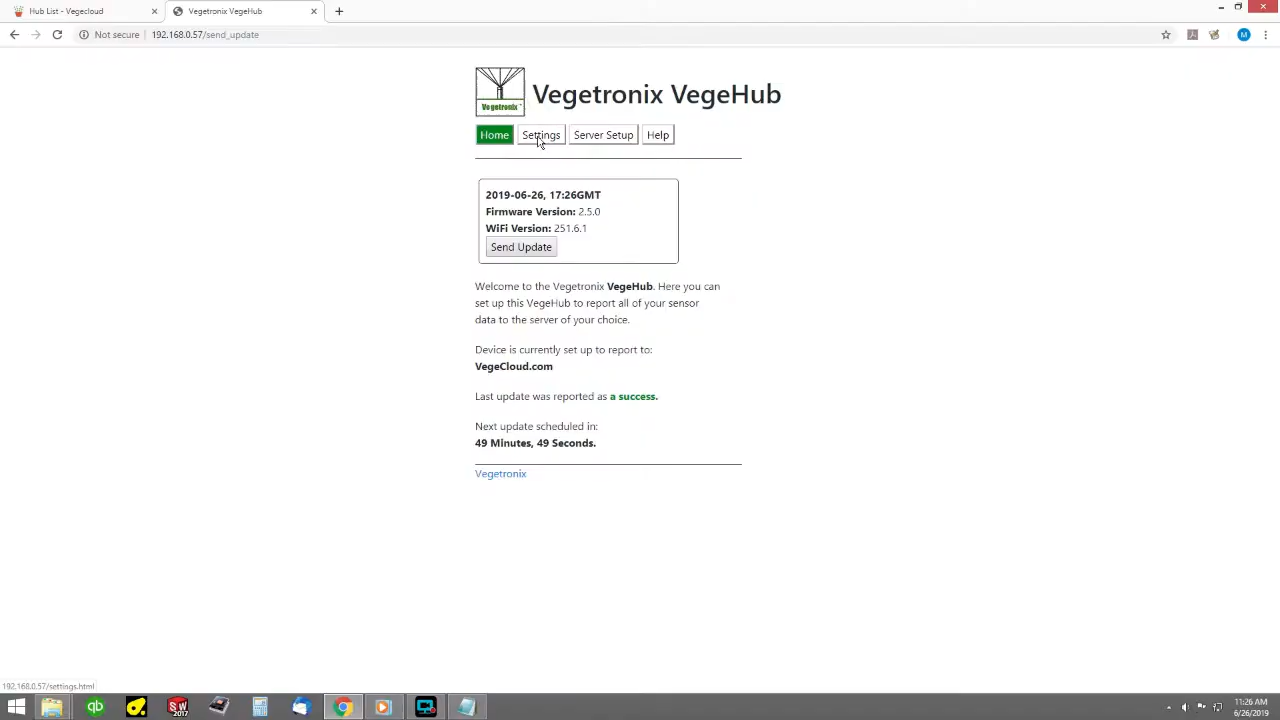 Hub List - Vegecloud
Vegetronix VegeHub
Not secure
192.168.0.57/send_update
M
Vegetronix
Vegetronix VegeHub
Home
Settings
Server Setup
Help
2019-06-26, 17:26GMT
Firmware Version: 2.5.0
WiFi Version: 251.6.1
Send Update
Welcome to the Vegetronix VegeHub. Here you can
set up this VegeHub to report all of your sensor
data to the server of your choice.
Device is currently set up to report to:
VegeCloud.com
Last update was reported as a success.
Next update scheduled in:
49 Minutes, 49 Seconds.
Vegetronix
192.168.0.57/settings.html
qb
SW
2017
11:26 AM
6/26/2019